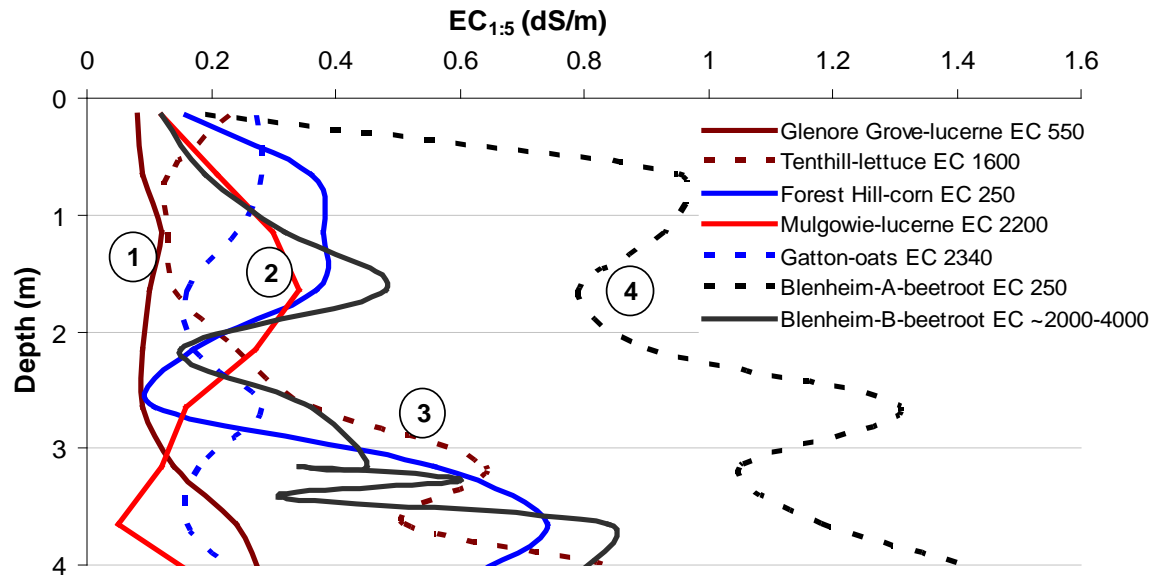 EC1:5 (dS/m)
0 0.2 0.4 0.6 0.8 1 1.2 1.4 1.6
0
Glenore Grove-lucerne EC 550
Tenthill-lettuce EC 1600
Forest Hill-corn EC 250
1
Mulgowie-lucerne EC 2200
1
2
Gatton-oats EC 2340
4
Blenheim-A-beetroot EC 250
Blenheim-B-beetroot EC ~2000-4000
2
Depth (m)
3
3
4